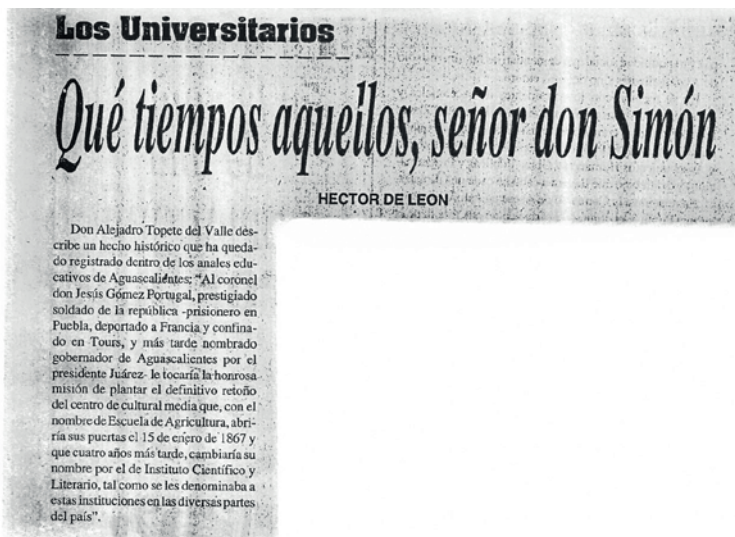 Los Universitarios
Qué tiempos aquellos, señor don Simón
HECTOR DE LEON
Don Alejadro Topete del Valle des-
cribe un hecho histórico que ha queda-
do registrado dentro de los anales edu-
cativos de Aguascalientes: "Al coronel
don Jesús Gómez Portugal, prestigiado
soldado de la república -prisionero en
Puebla, deportado a Francia y confina-
do en Tours, y más tarde nombrado
gobernador de Aguascalientes por el
presidente Juárez- le tocaría la honrosa
misión de plantar el definitivo retoño
del centro de cultural media que, con el
nombre de Escuela de Agricultura, abri-
ría sus puertas el 15 de enero de 1867 y
que cuatro años más tarde, cambiaría su
nombre por el de Instituto Científico y
Literario, tal como se les denominaba a
estas instituciones en las diversas partes
del país".